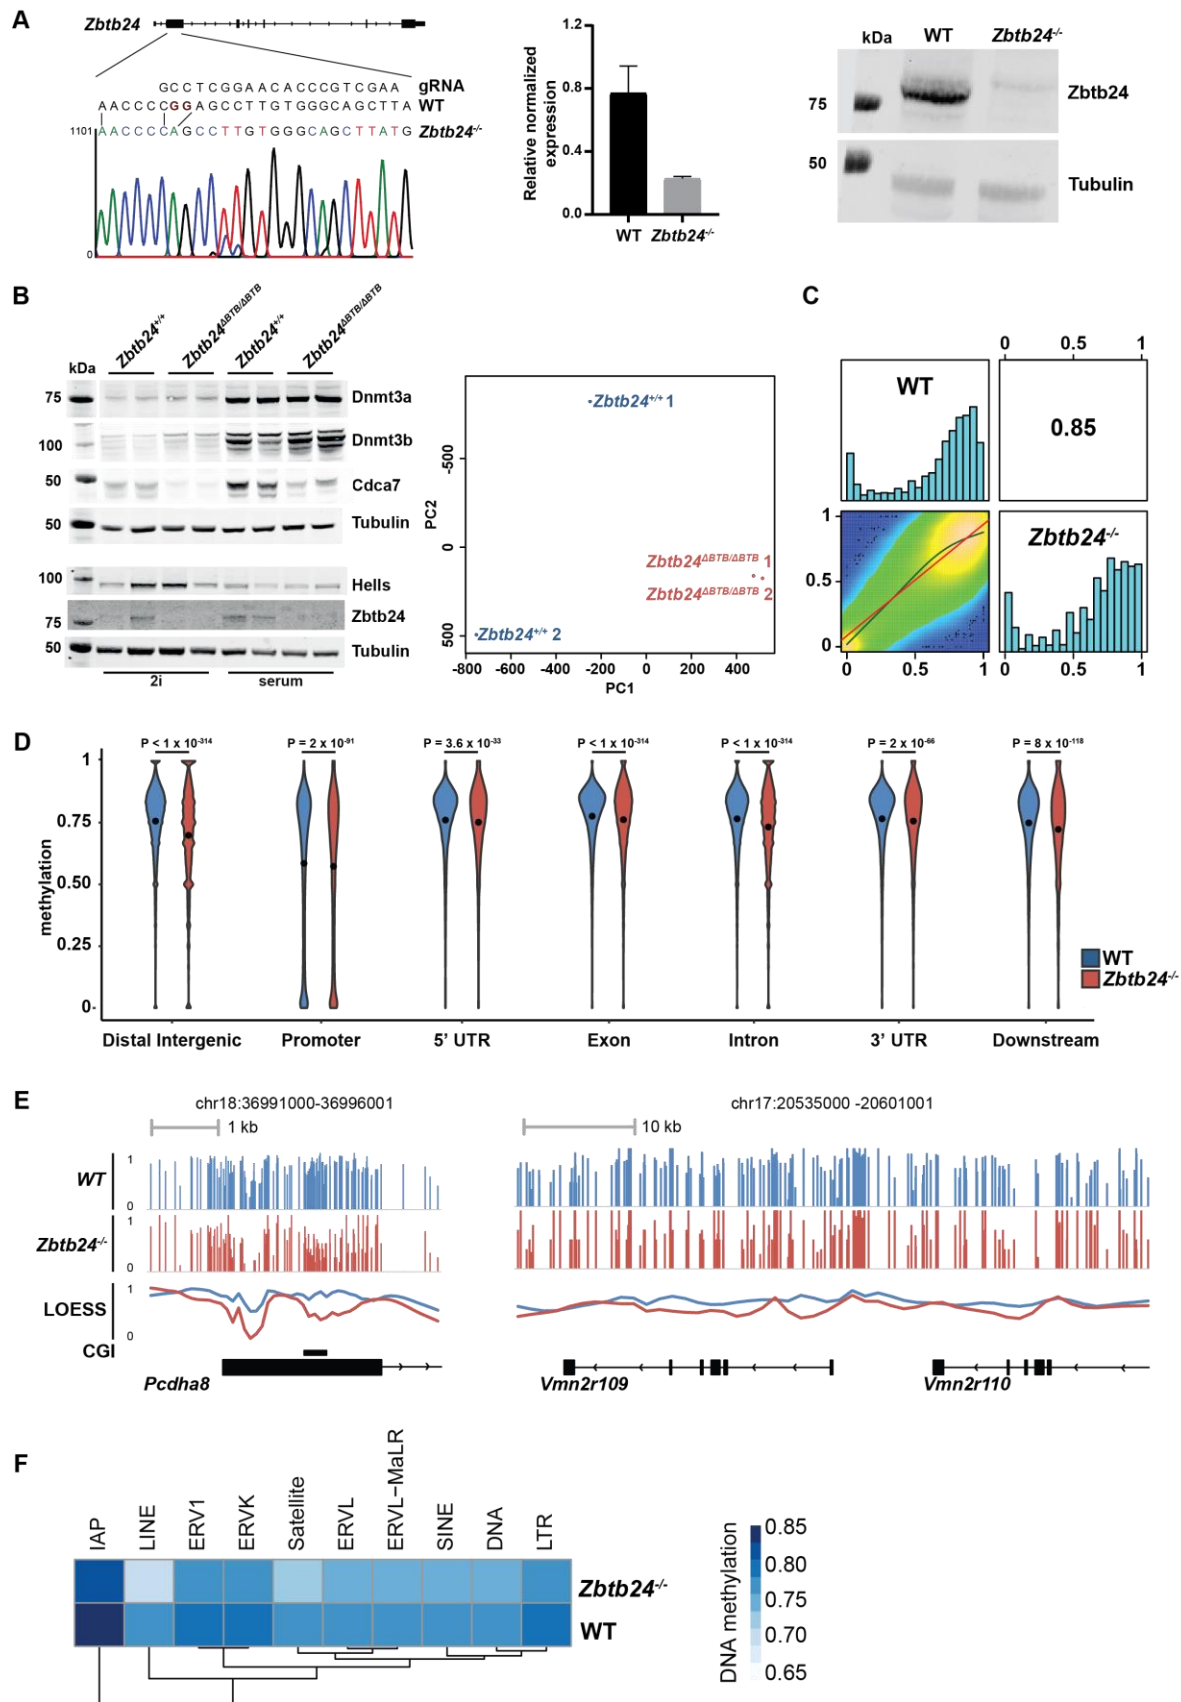 A
Zbtb24
GCCTCGGAACACCCGTCGAA gRNA
AACCCCGGAGCCTTGTGGGCAGCTTA WT
1101 AACCCCAGCCTTGTGGGCAGCTTATG Zbtb24-/-
0
Relative normalized expression
1.2
0.8
0.4
0.0
WT Zbtb24-/-
kDa WT Zbtb24-/-
75 Zbtb24
50 Tubulin
B
Zbtb24+/+ Zbtb24ΔBTB/ΔBTB Zbtb24+/+ Zbtb24ΔBTB/ΔBTB
kDa
75 Dnmt3a
100 Dnmt3b
50 Cdca7
50 Tubulin
100 Hells
75 Zbtb24
50 Tubulin
2i serum
PC2
-500
0
500
Zbtb24+/+ 1
Zbtb24ΔBTB/ΔBTB 1
Zbtb24ΔBTB/ΔBTB 2
Zbtb24+/+ 2
-800 -600 -400 -200 0 200 400
PC1
C
0 0.5 1
WT
0.85
1
0.5
0
Zbtb24-/-
0 0.5 1 0 0.5 1
D
P < 1 x 10-314 P = 2 x 10-91 P = 3.6 x 10-33 P < 1 x 10-314 P < 1 x 10-314 P = 2 x 10-66 P = 8 x 10-118
methylation
1
0.75
0.50
0.25
0
WT
Zbtb24-/-
Distal Intergenic Promoter 5’ UTR Exon Intron 3’ UTR Downstream
E
chr18:36991000-36996001 chr17:20535000 -20601001
1 kb 10 kb
WT 1 0
Zbtb24-/- 1 0
LOESS 1 0
CGI
Pcdha8 Vmn2r109 Vmn2r110
F
IAP LINE ERV1 ERVK Satellite ERVL ERVL−MaLR SINE DNA LTR
Zbtb24-/-
WT
DNA methylation
0.85
0.80
0.75
0.70
0.65